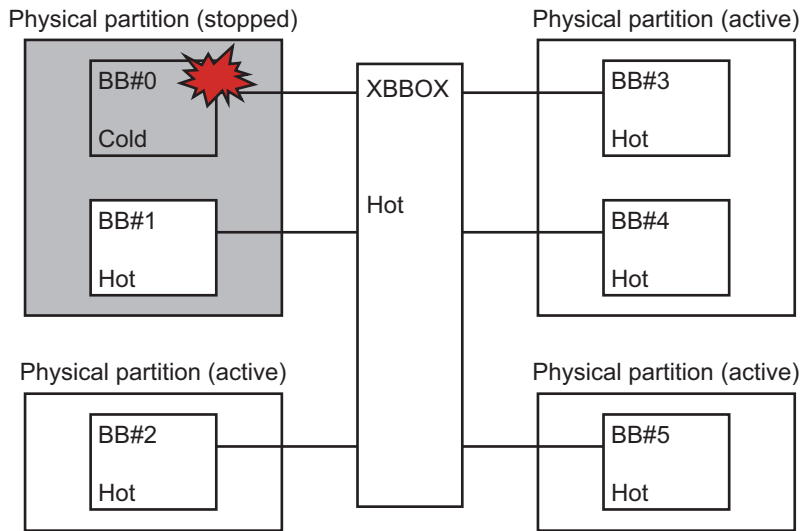 Physical partition (stopped)
Physical partition (active)
BB#0
Cold
XBBOX
BB#3
Hot
BB#1
Hot
Hot
BB#4
Hot
Physical partition (active)
Physical partition (active)
BB#2
Hot
BB#5
Hot